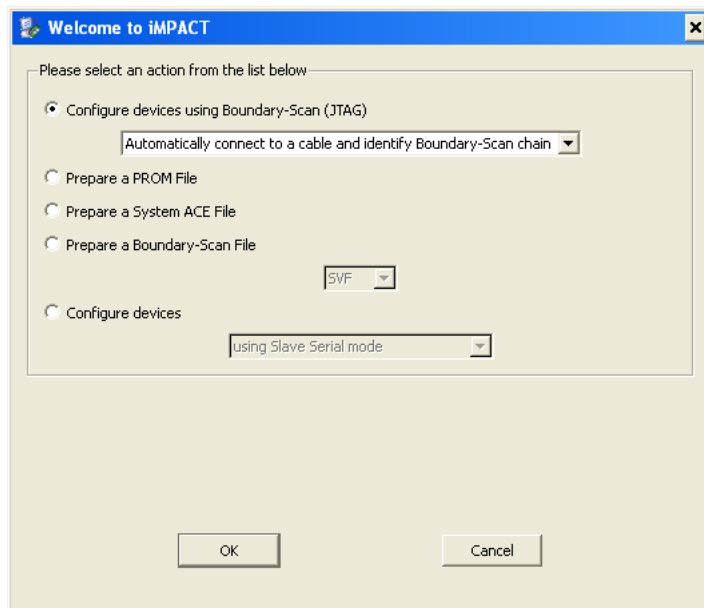 Welcome to iMPACT
Please select an action from the list below
Configure devices using Boundary-Scan (JTAG)
Automatically connect to a cable and identify Boundary-Scan chain
Prepare a PROM File
Prepare a System ACE File
Prepare a Boundary-Scan File
SVF
Configure devices
using Slave Serial mode
OK Cancel